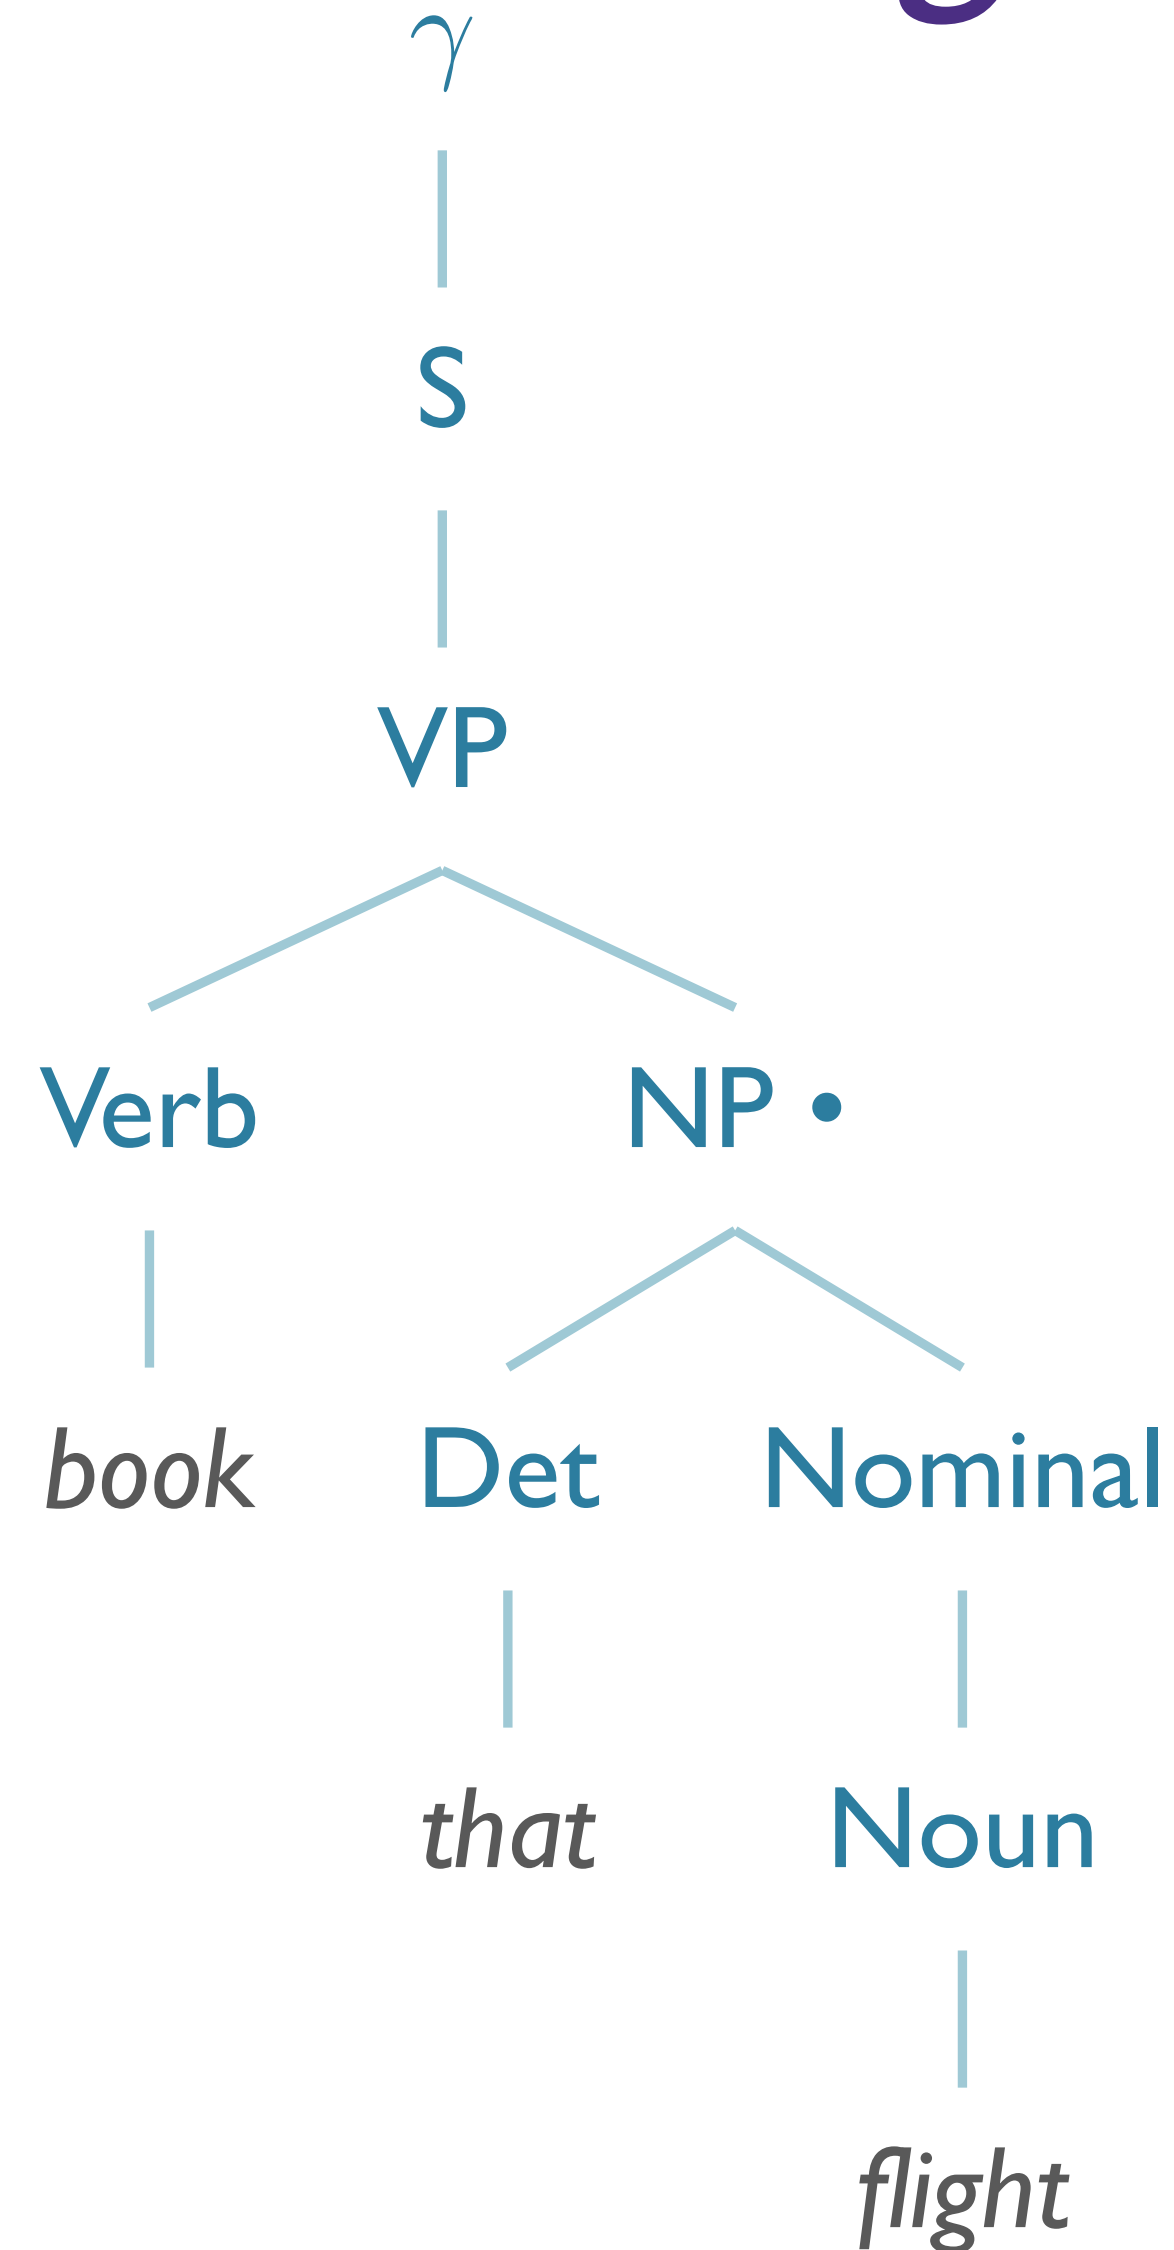 γ
S
VP
Verb NP •
book Det Nominal
that Noun
flight